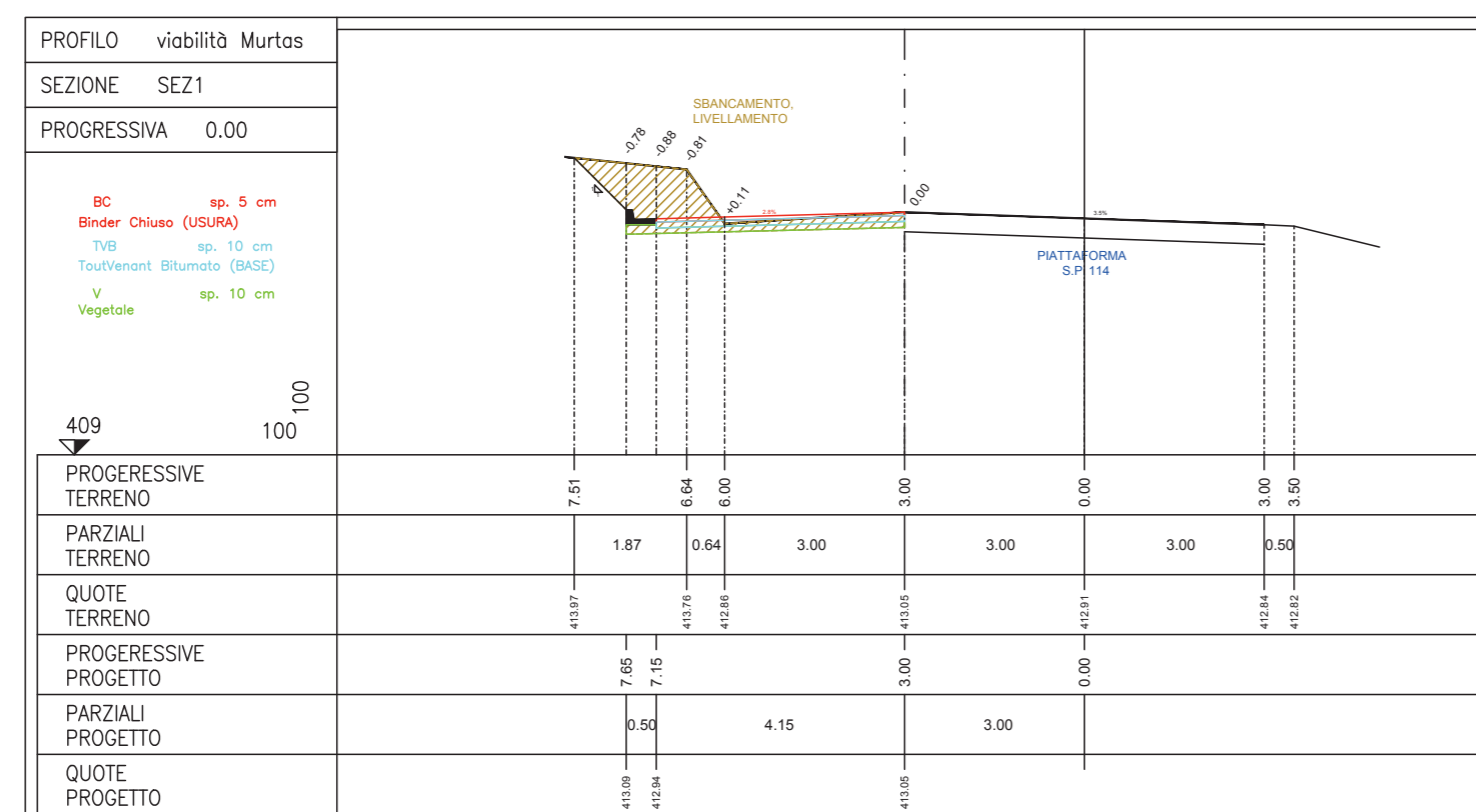 PROFILO viabilità Murtas
SEZIONE SEZ1
PROGRESSIVA 0.00
BC sp. 5 cm
Binder Chiuso (USURA)
TVB sp. 10 cm
ToutVenant Bitumato (BASE)
V sp. 10 cm
Vegetale
100
409 100
SBANCAMENTO,
LIVELLAMENTO
-0.78 -0.88 -0.81 +0.11 0.00
2.6% 3.5%
PIATTAFORMA
S.P. 114
PROGERESSIVE
TERRENO
7.51 6.64 6.00 3.00 0.00 3.00 3.50
PARZIALI
TERRENO
1.87 0.64 3.00 3.00 3.00 0.50
QUOTE
TERRENO
413.97 413.76 412.86 413.05 412.91 412.84 412.82
PROGERESSIVE
PROGETTO
7.65 7.15 3.00 0.00
PARZIALI
PROGETTO
0.50 4.15 3.00
QUOTE
PROGETTO
413.09 412.94 413.05